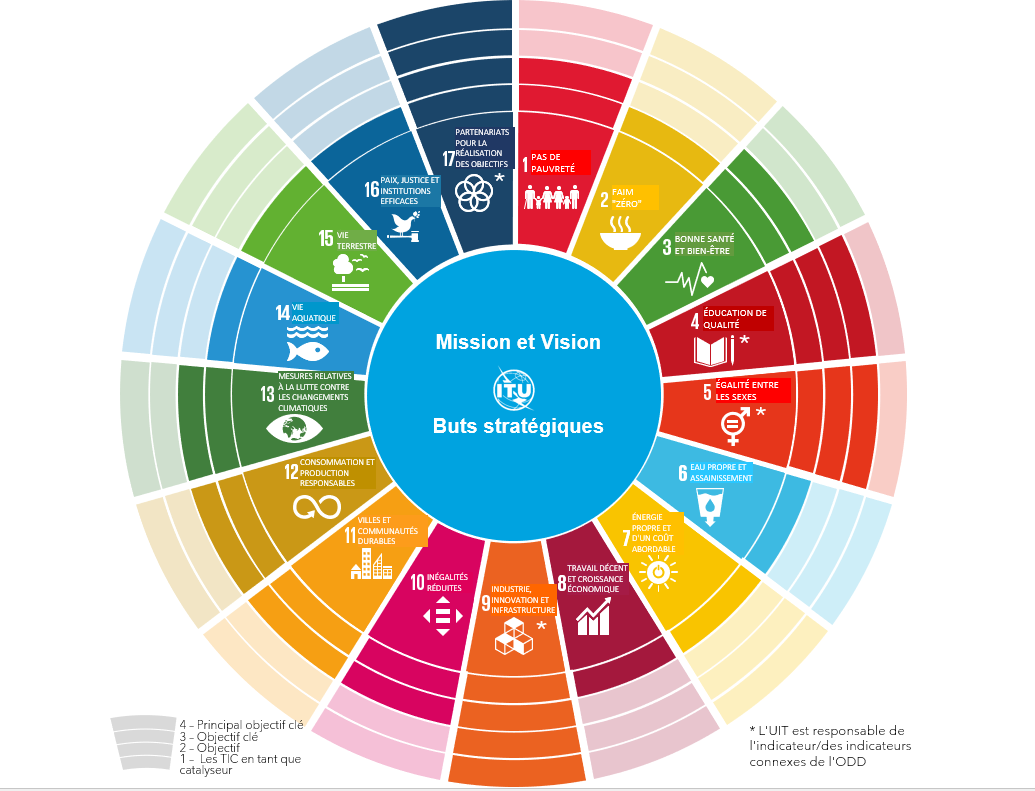 1 PAS DE
PAUVRETÉ
2 FAIM
"ZÉRO"
3 BONNE SANTÉ
ET BIEN-ÊTRE
4 ÉDUCATION DE
QUALITÉ
*
5 ÉGALITÉ ENTRE
LES SEXES
*
6 EAU PROPRE ET
ASSAINISSEMENT
7 ÉNERGIE
PROPRE ET
D'UN COÛT
ABORDABLE
8 TRAVAIL DÉCENT
ET CROISSANCE
ÉCONOMIQUE
9 INDUSTRIE,
INNOVATION ET
INFRASTRUCTURE
*
10 INÉGALITÉS
RÉDUITES
11 VILLES ET
COMMUNAUTÉS
DURABLES
12 CONSOMMATION ET
PRODUCTION
RESPONSABLES
13 MESURES RELATIVES
À LA LUTTE CONTRE
LES CHANGEMENTS
CLIMATIQUES
14 VIE
AQUATIQUE
15 VIE
TERRESTRE
16 PAIX, JUSTICE ET
INSTITUTIONS
EFFICACES
17 PARTENARIATS
POUR LA
RÉALISATION
DES OBJECTIFS
*
Mission et Vision
ITU
Buts stratégiques
4 - Principal objectif clé
3 - Objectif clé
2 - Objectif
1 - Les TIC en tant que
catalyseur
* L'UIT est responsable de
l'indicateur/des indicateurs
connexes de l'ODD